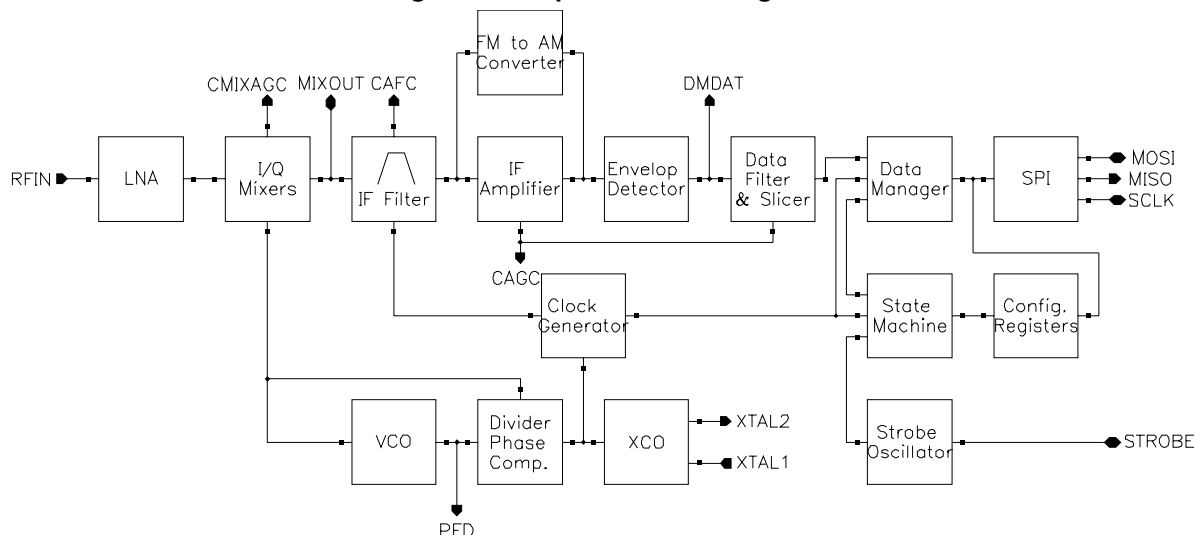 FM to AM
Converter
CMIXAGC
MIXOUT
CAFC
DMDAT
RFIN
LNA
I/Q
Mixers
IF Filter
IF
Amplifier
Envelop
Detector
Data
Filter
& Slicer
Data
Manager
SPI
MOSI
MISO
SCLK
CAGC
Clock
Generator
State
Machine
Config.
Registers
VCO
Divider
Phase
Comp.
XCO
XTAL2
XTAL1
Strobe
Oscillator
STROBE
PFD